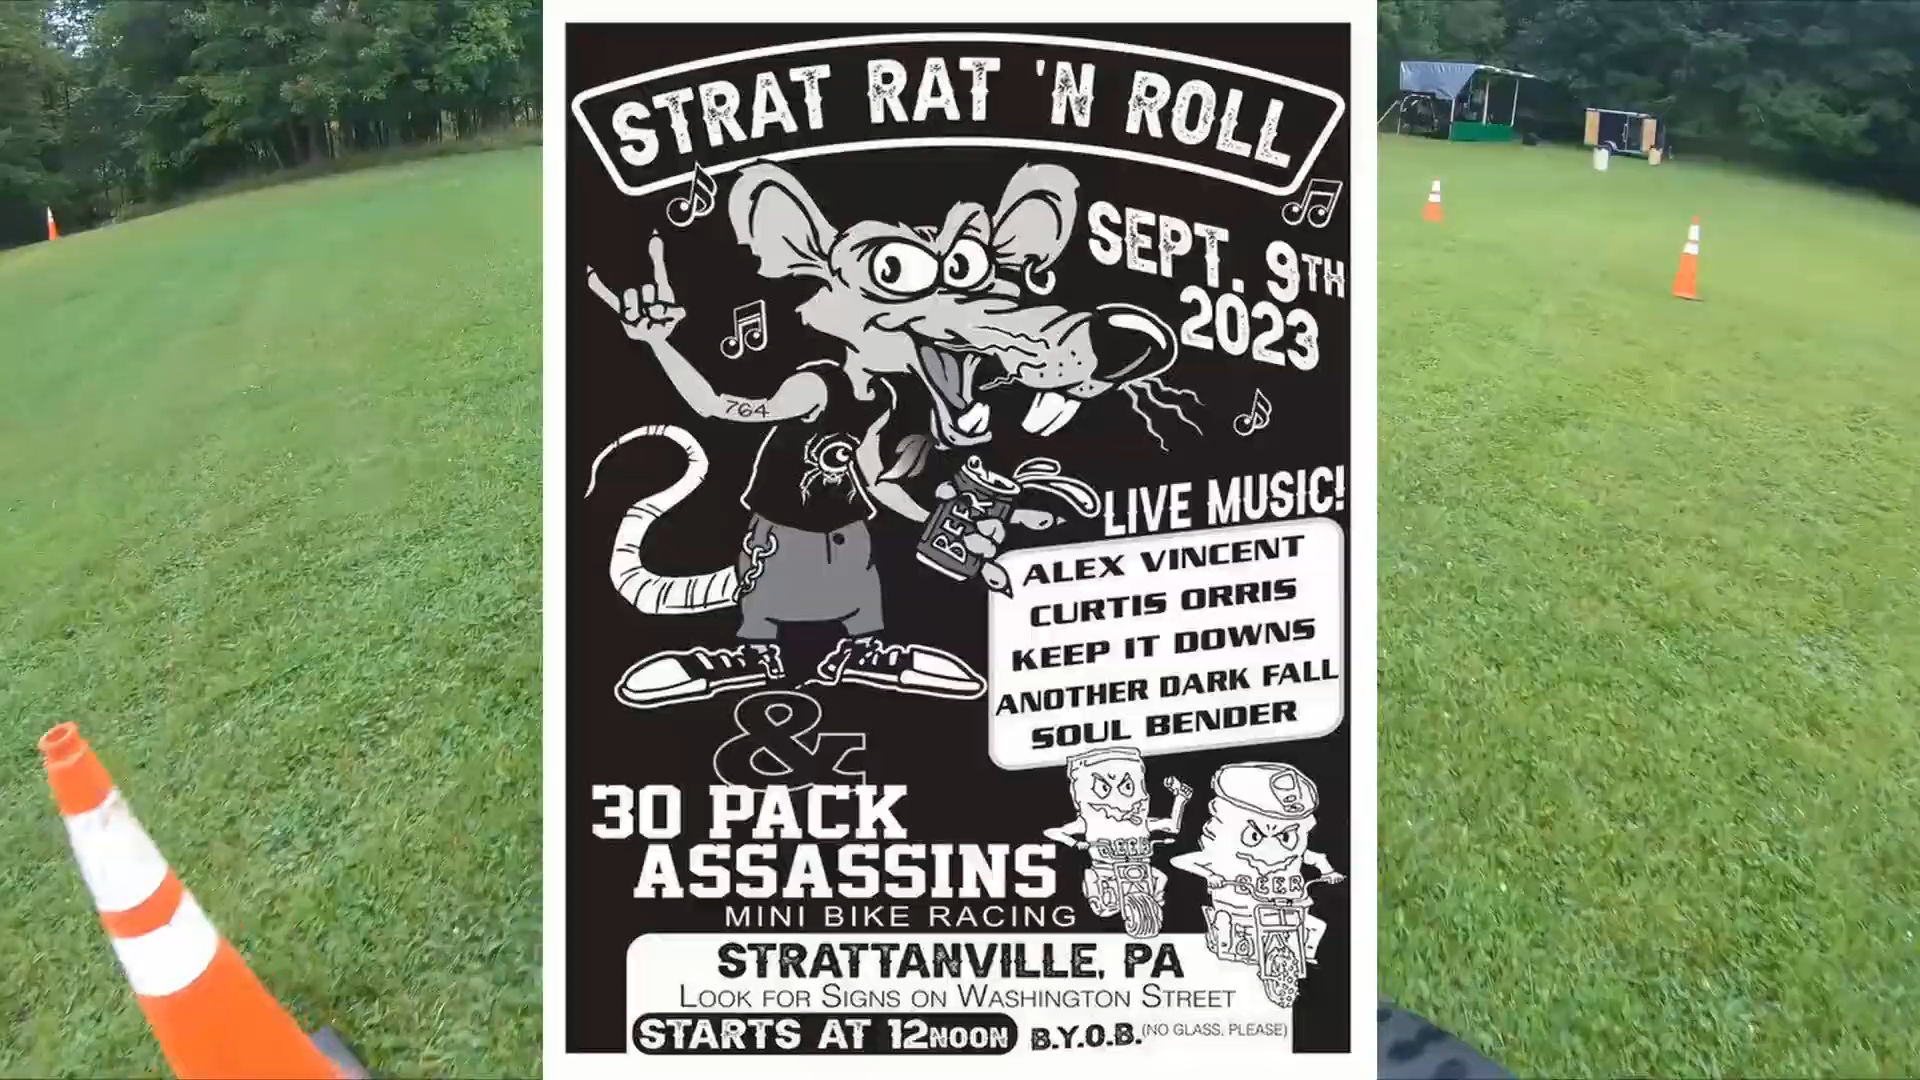 STRAT RAT 'N ROLL
SEPT. 9TH
2023
764
BEER
LIVE MUSIC!
ALEX VINCENT
CURTIS ORRIS
KEEP IT DOWNS
ANOTHER DARK FALL
SOUL BENDER
&
30 PACK
ASSASSINS
MINI BIKE RACING
BEER
BEER
STRATTANVILLE, PA
LOOK FOR SIGNS ON WASHINGTON STREET
STARTS AT 12NOON B.Y.O.B. (NO GLASS, PLEASE)